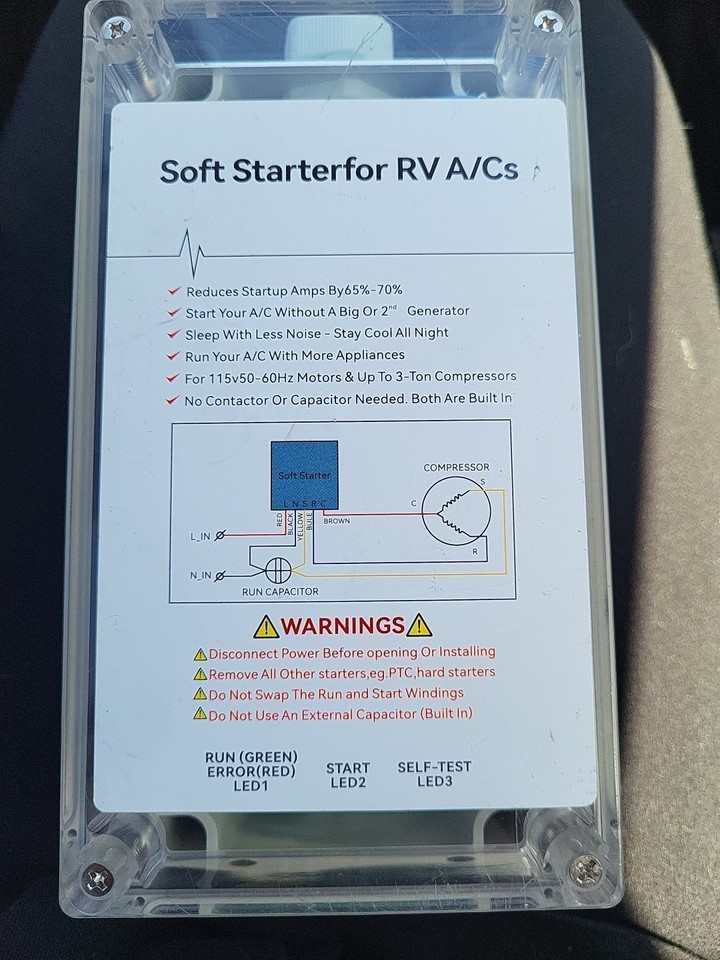 Soft Starterfor RV A/Cs
Reduces Startup Amps By65%-70%
Start Your A/C Without A Big Or 2nd Generator
Sleep With Less Noise - Stay Cool All Night
Run Your A/C With More Appliances
For 115v50-60Hz Motors & Up To 3-Ton Compressors
No Contactor Or Capacitor Needed. Both Are Built In
Soft Starter
L N S R C
RED
BLACK
YELLOW
BULE
BROWN
COMPRESSOR
C
S
R
L_IN
N_IN
RUN CAPACITOR
WARNINGS
Disconnect Power Before opening Or Installing
Remove All Other starters,eg.PTC,hard starters
Do Not Swap The Run and Start Windings
Do Not Use An External Capacitor (Built In)
RUN (GREEN)
ERROR(RED)
LED1
START
LED2
SELF-TEST
LED3